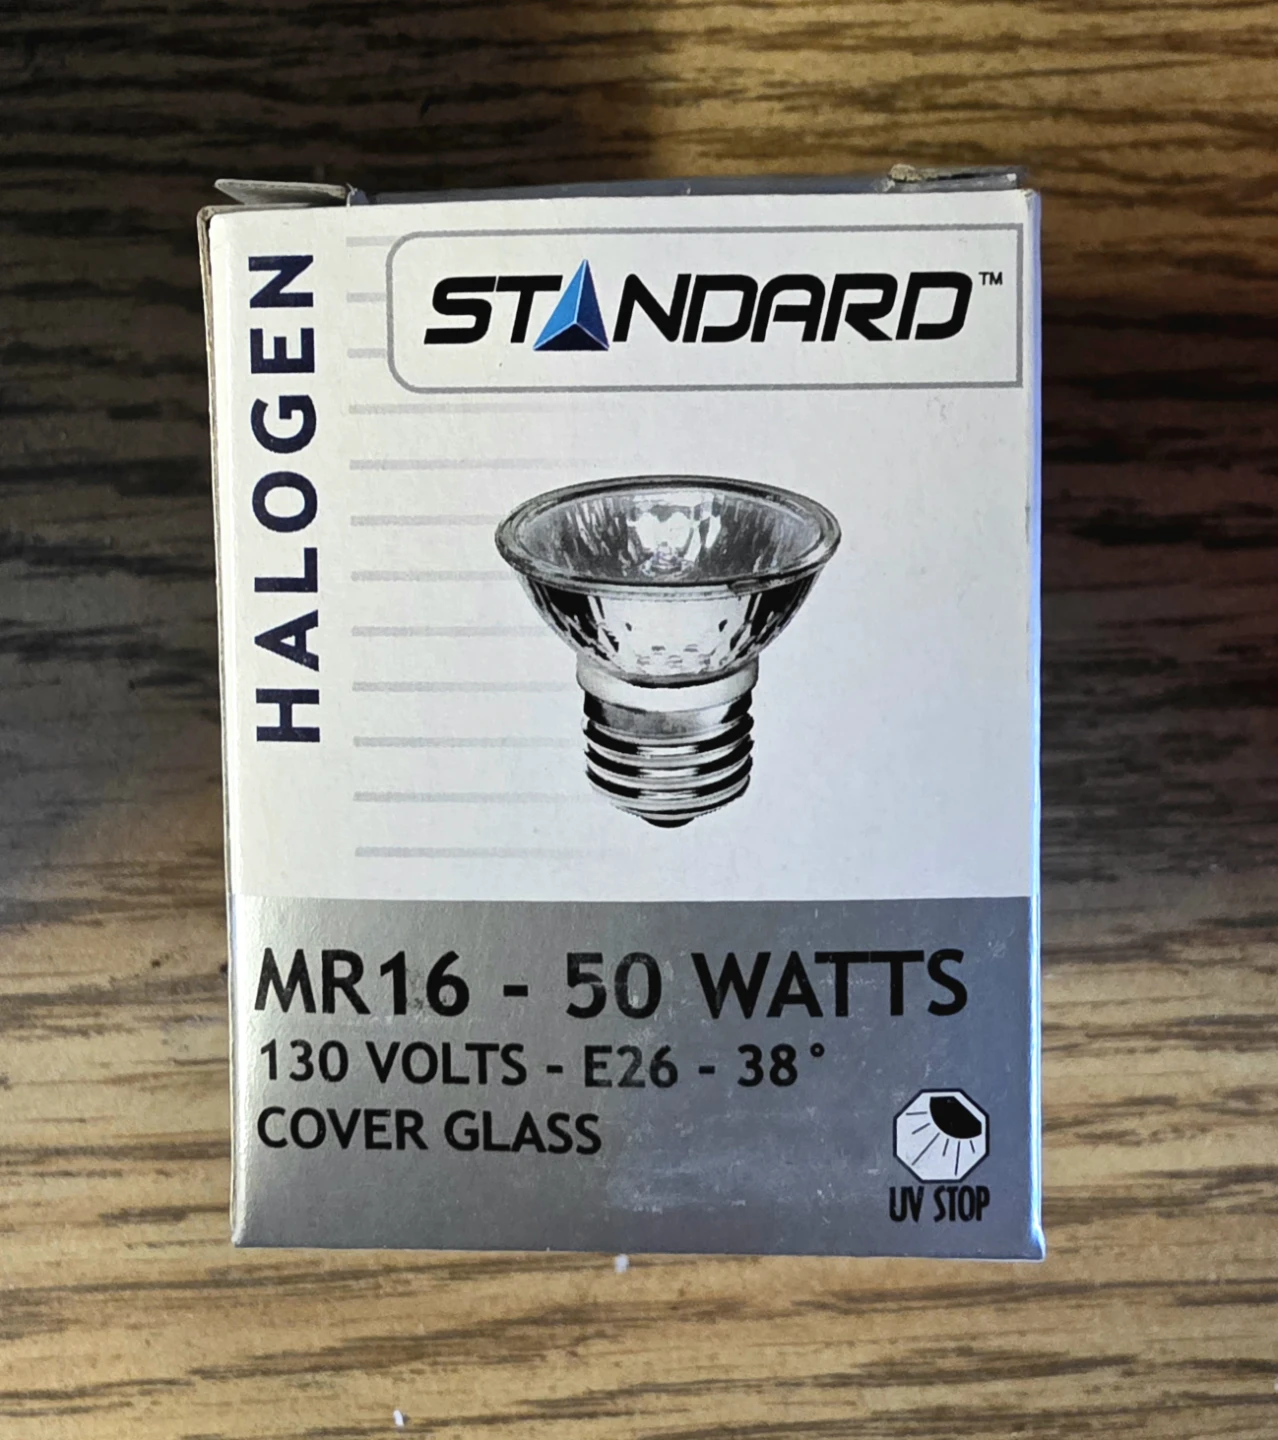 HALOGEN
STANDARD™
MR16 - 50 WATTS
130 VOLTS - E26 - 38°
COVER GLASS
UV STOP